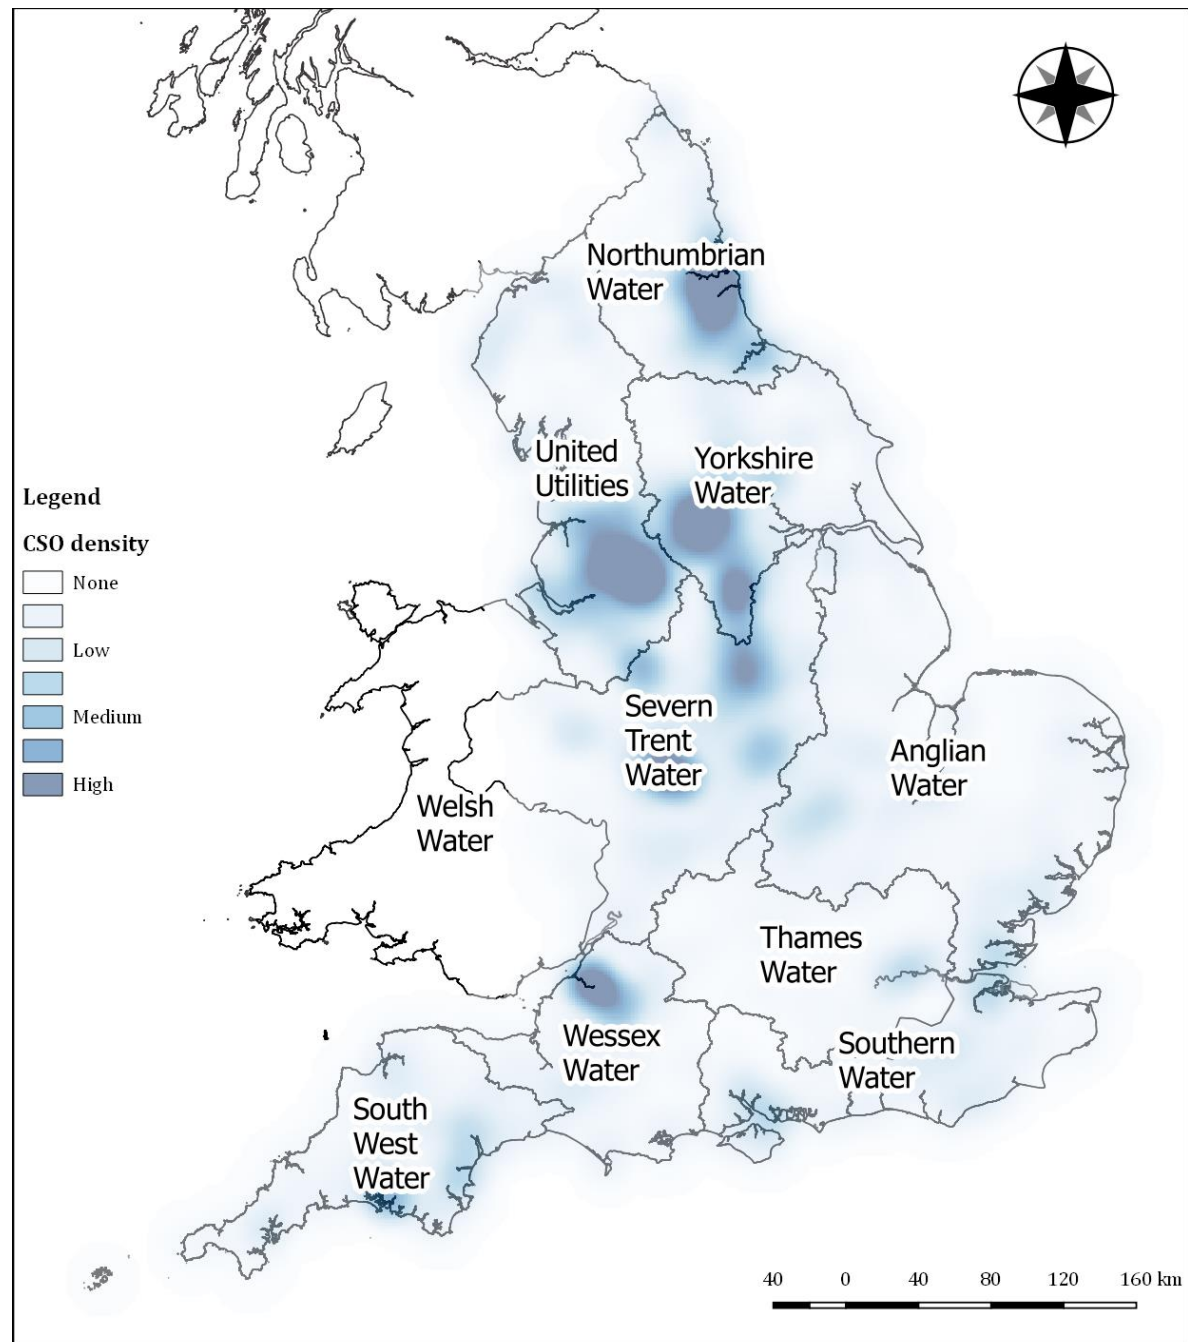 Northumbrian
Water
United
Utilities
Yorkshire
Water
Legend
CSO density
None
Low
Medium
High
Severn
Trent
Water
Anglian
Water
Welsh
Water
Thames
Water
Wessex
Water
Southern
Water
South
West
Water
40 0 40 80 120 160 km